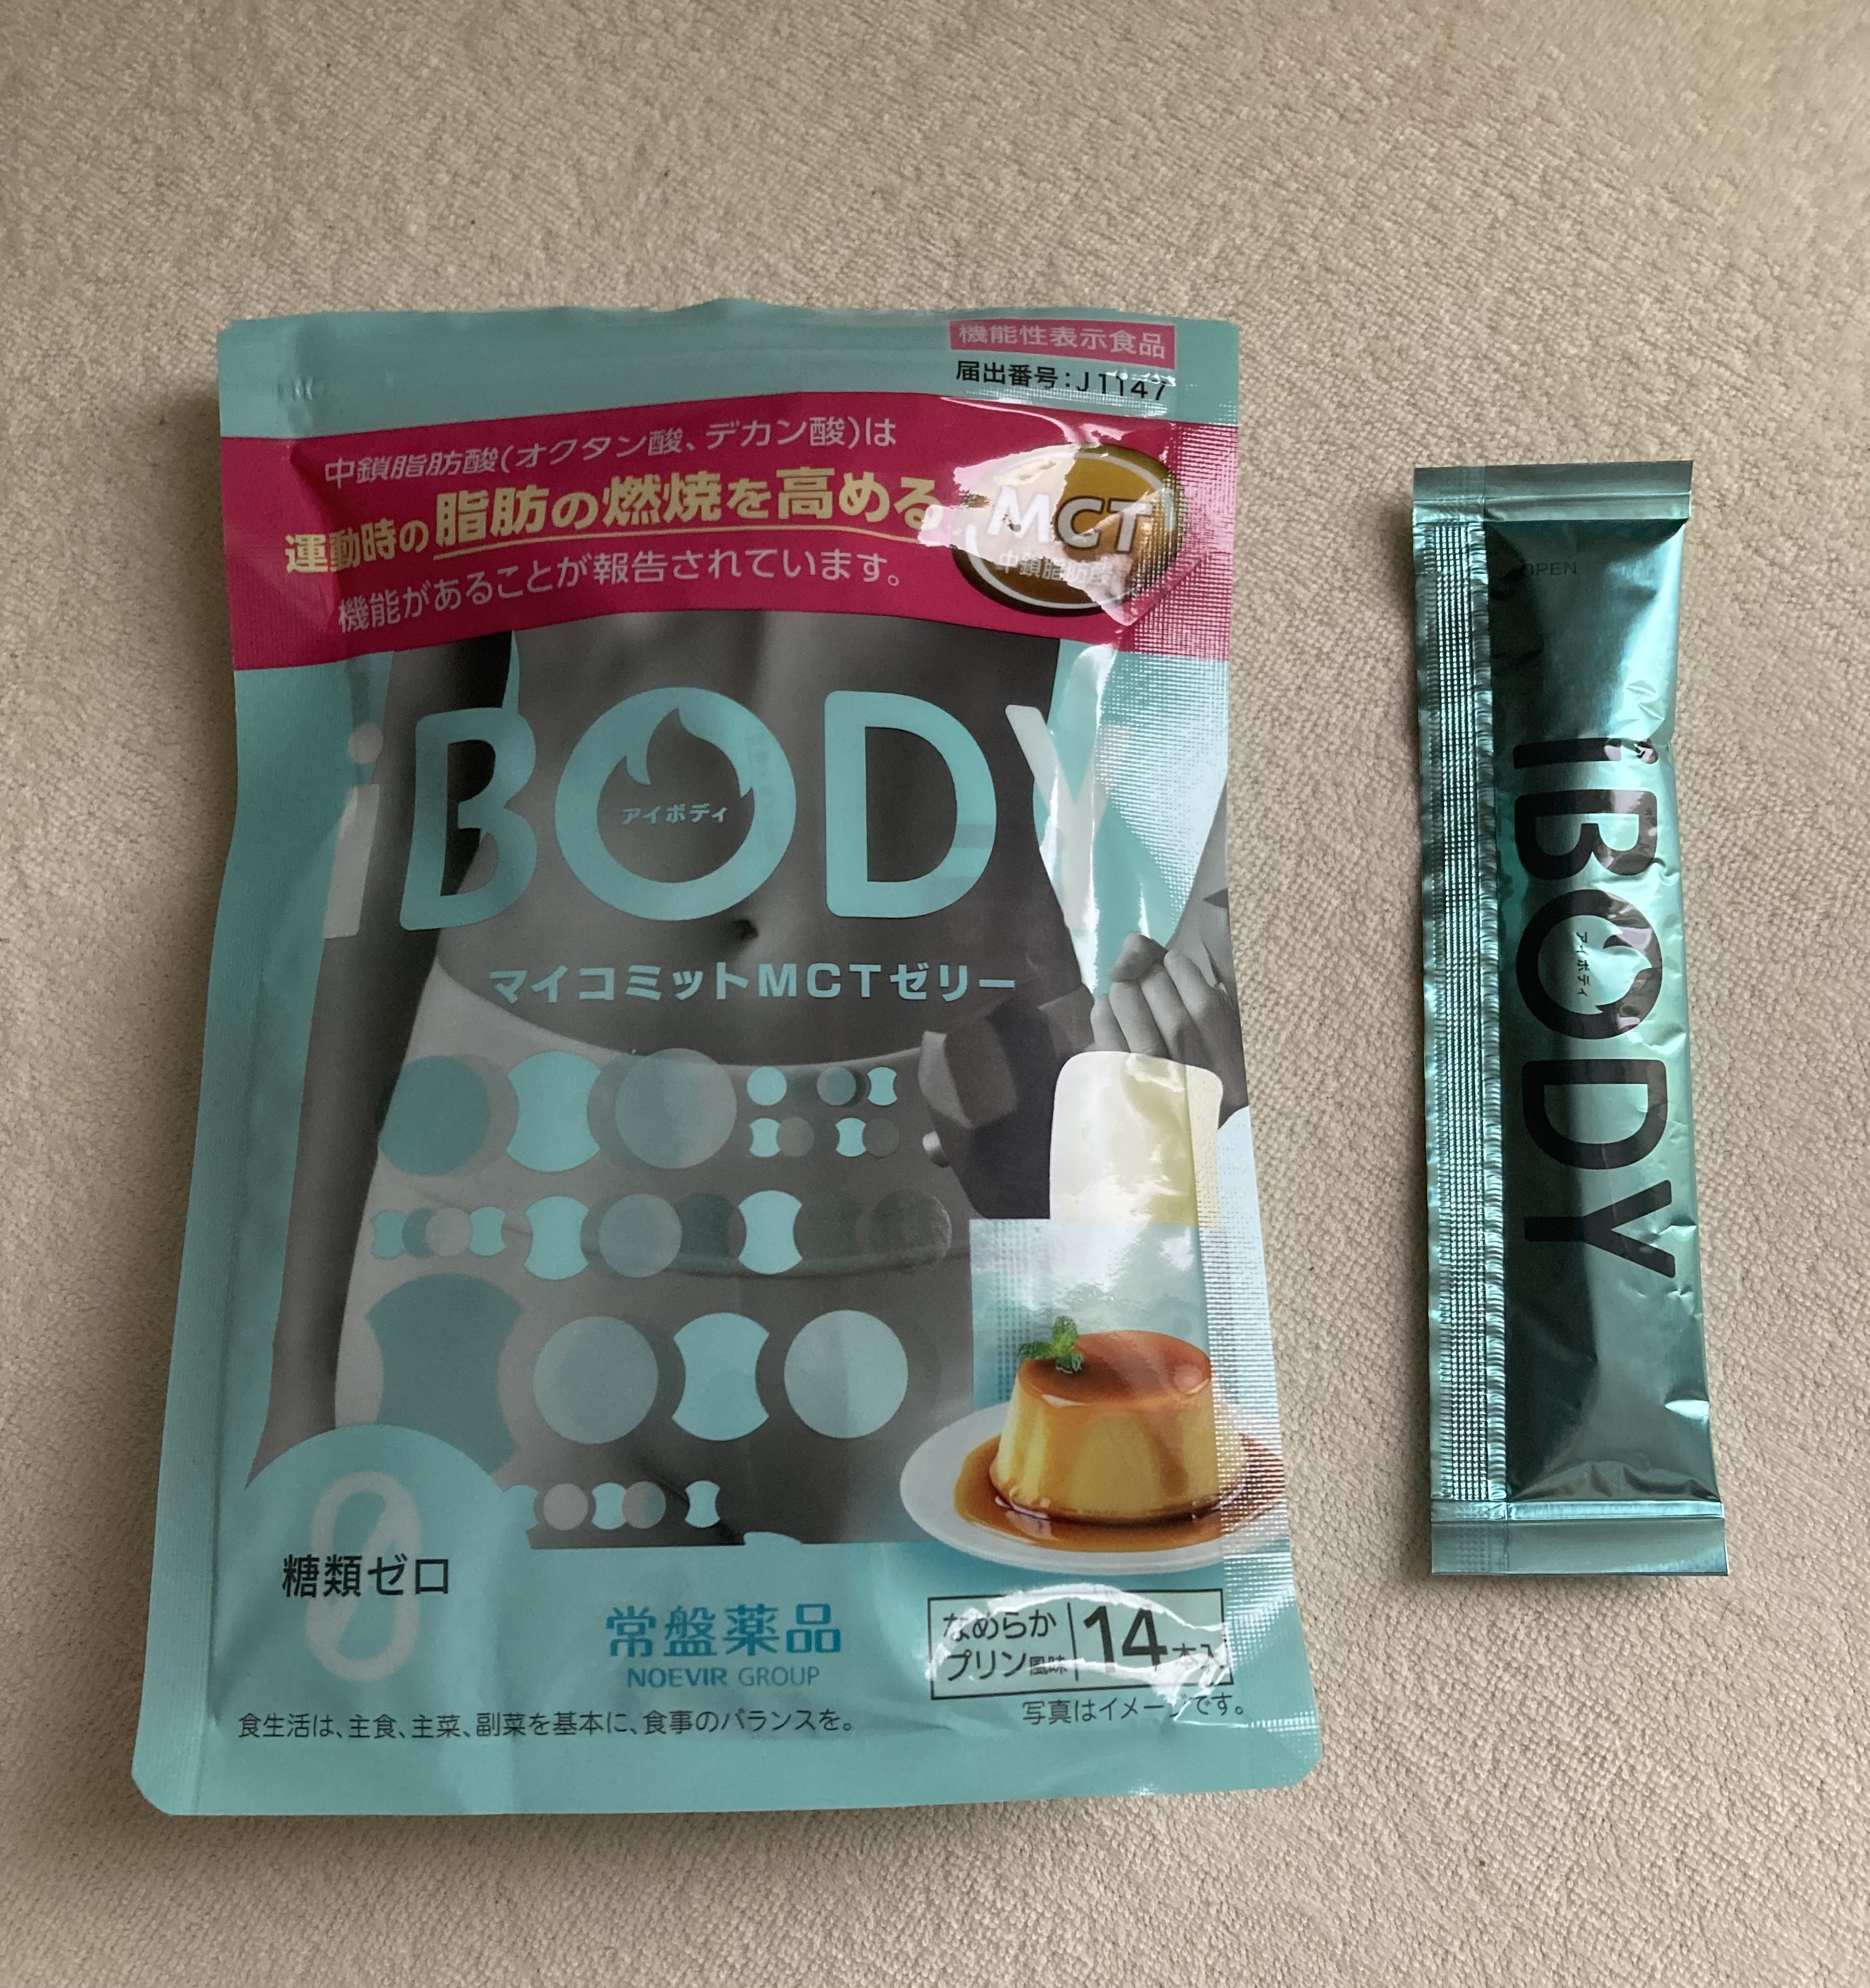 機能性表示食品
届出番号:J1147
中鎖脂肪酸(オクタン酸、デカン酸)は
運動時の脂肪の燃焼を高める
機能があることが報告されています。
MCT
中鎖脂肪酸
iBODY
アイボディ
マイコミットMCTゼリー
0
糖類ゼロ
常盤薬品
NOEVIR GROUP
なめらか
プリン風味
14本入
写真はイメージです。
食生活は、主食、主菜、副菜を基本に、食事のバランスを。
OPEN
iBODY
アイボディ